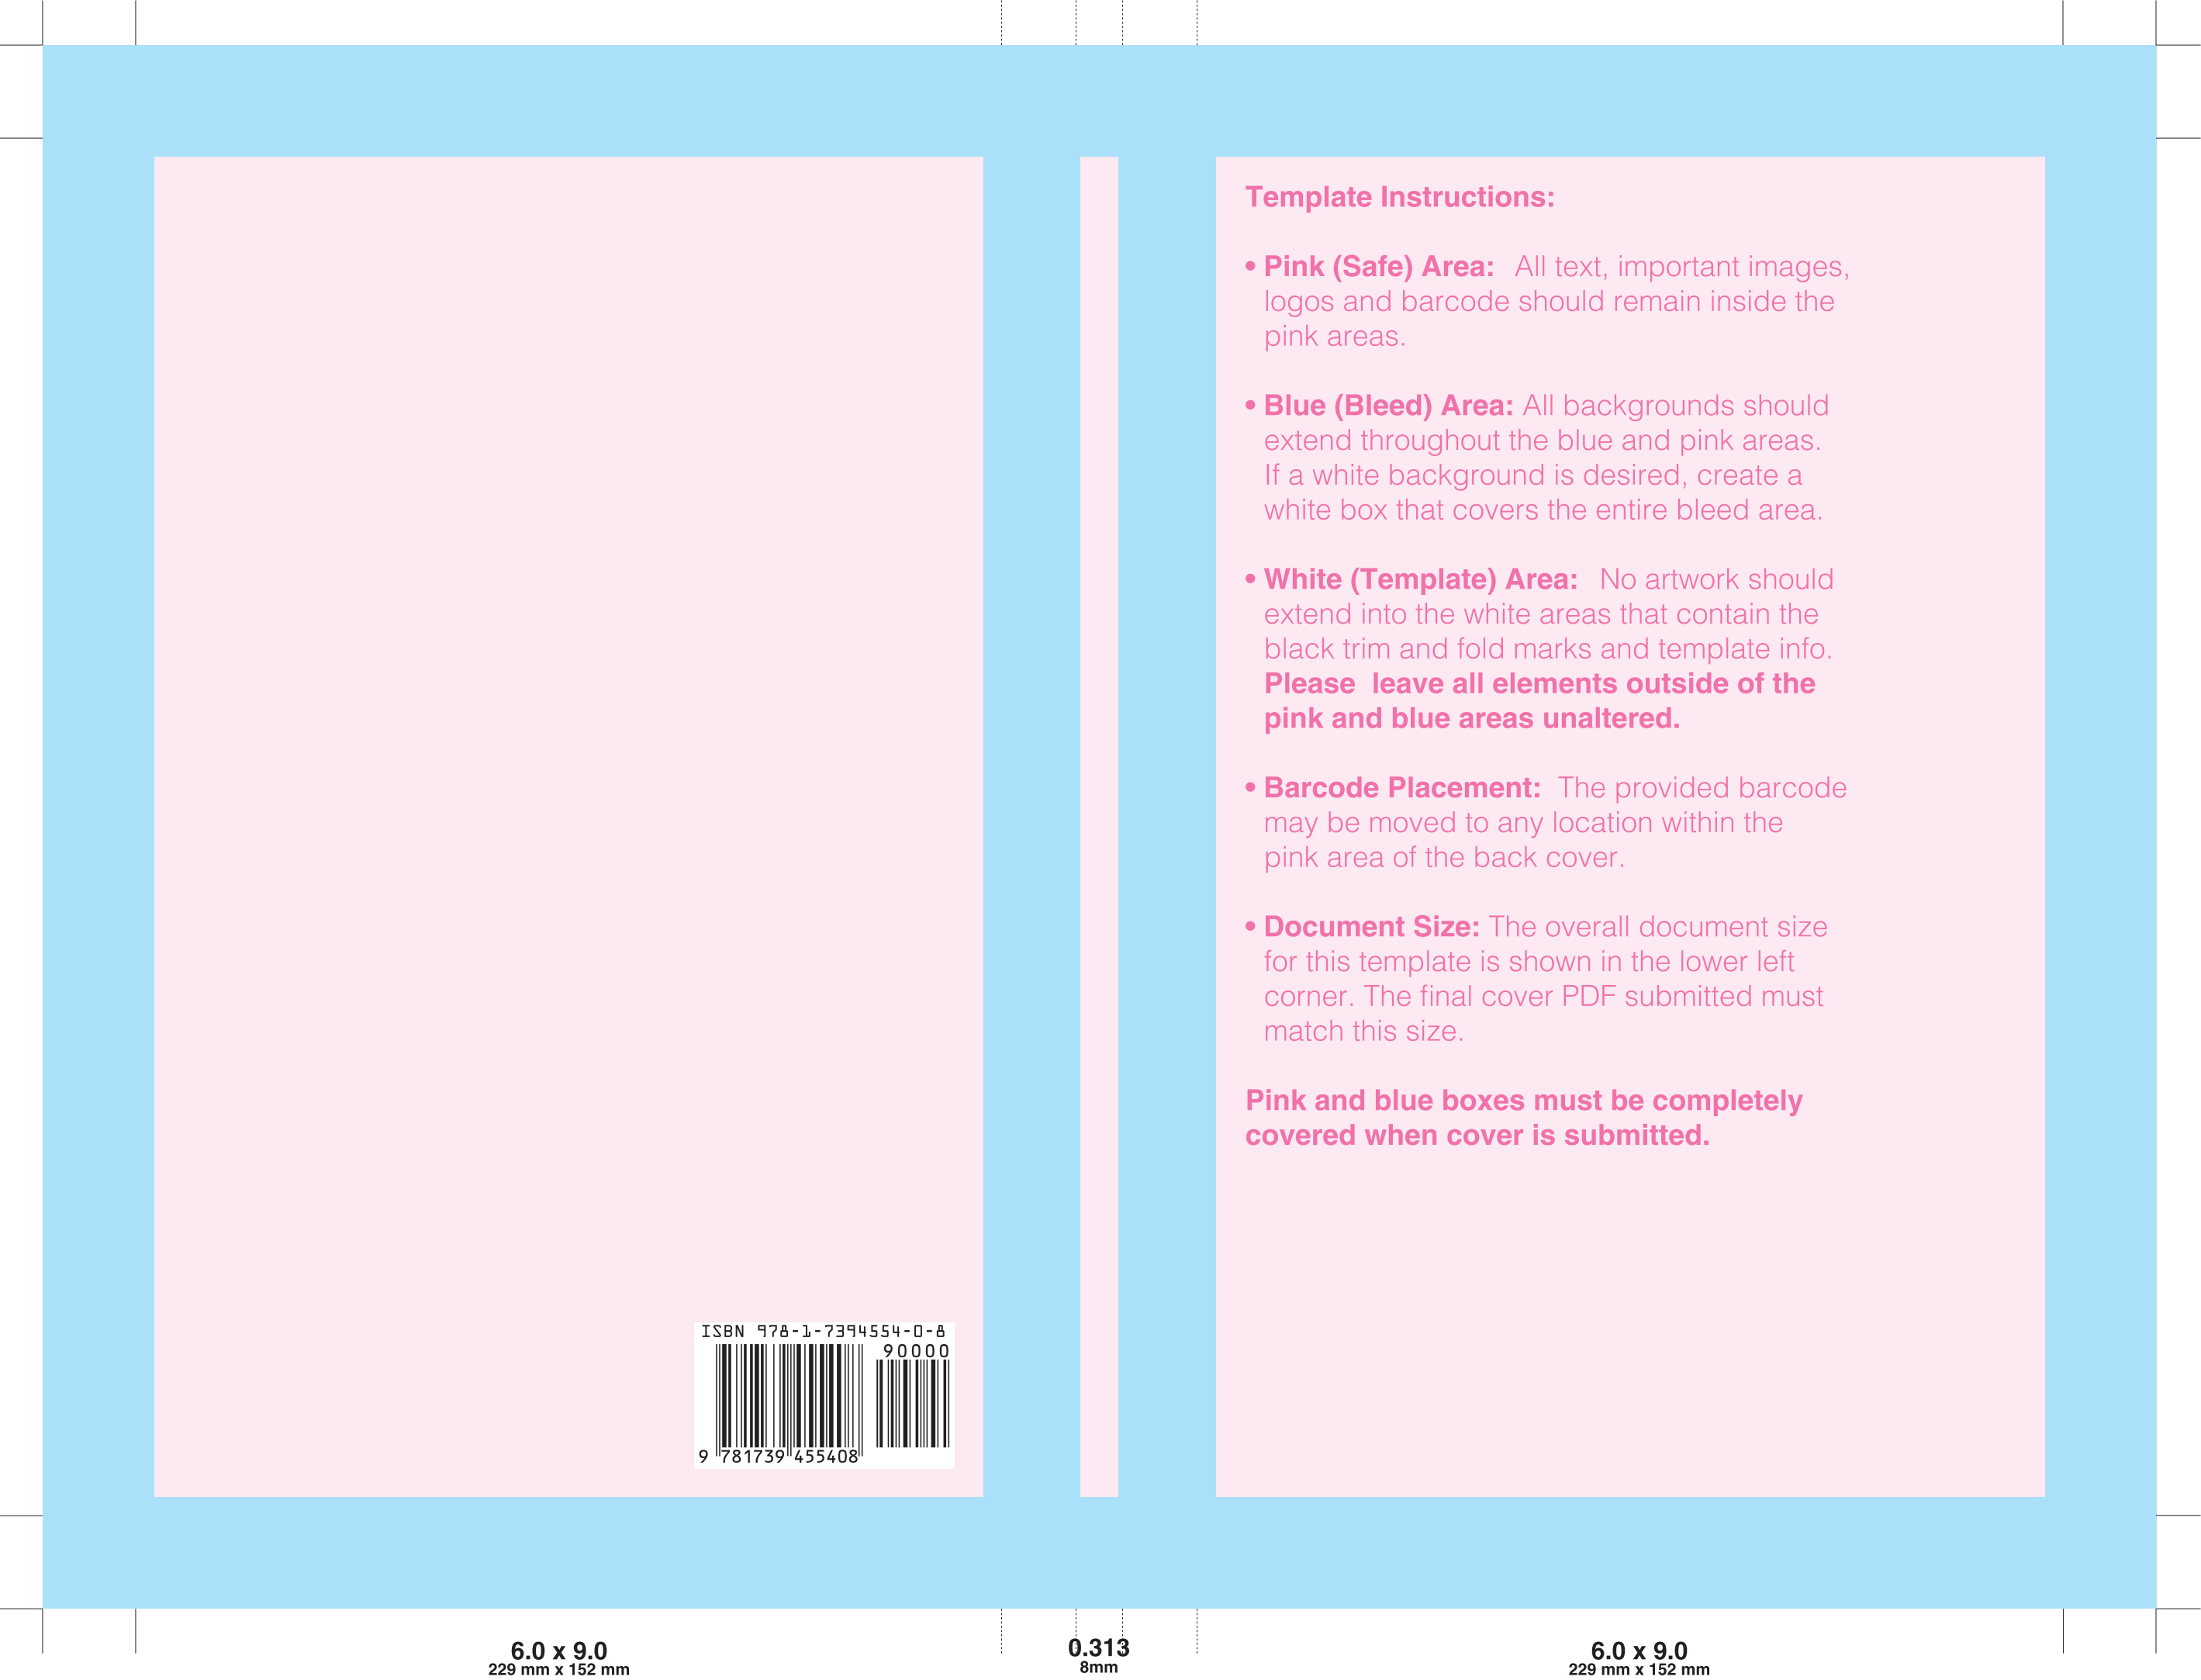 Template Instructions:
• Pink (Safe) Area: All text, important images,
logos and barcode should remain inside the
pink areas.
• Blue (Bleed) Area: All backgrounds should
extend throughout the blue and pink areas.
If a white background is desired, create a
white box that covers the entire bleed area.
• White (Template) Area: No artwork should
extend into the white areas that contain the
black trim and fold marks and template info.
Please leave all elements outside of the
pink and blue areas unaltered.
• Barcode Placement: The provided barcode
may be moved to any location within the
pink area of the back cover.
• Document Size: The overall document size
for this template is shown in the lower left
corner. The final cover PDF submitted must
match this size.
Pink and blue boxes must be completely
covered when cover is submitted.
ISBN 978-1-7394554-0-8
90000
9 781739 455408
6.0 x 9.0
229 mm x 152 mm
0.313
8mm
6.0 x 9.0
229 mm x 152 mm